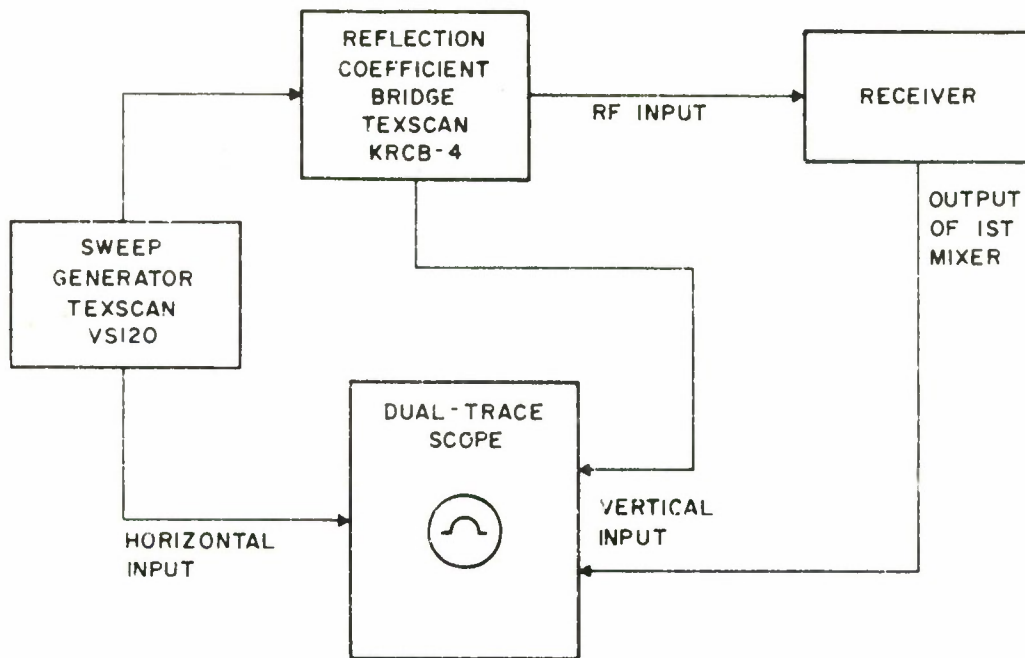 REFLECTION
COEFFICIENT
BRIDGE
TEXSCAN
KRCB-4
RF INPUT
RECEIVER
OUTPUT
OF 1ST
MIXER
SWEEP
GENERATOR
TEXSCAN
VS120
DUAL-TRACE
SCOPE
HORIZONTAL
INPUT
VERTICAL
INPUT